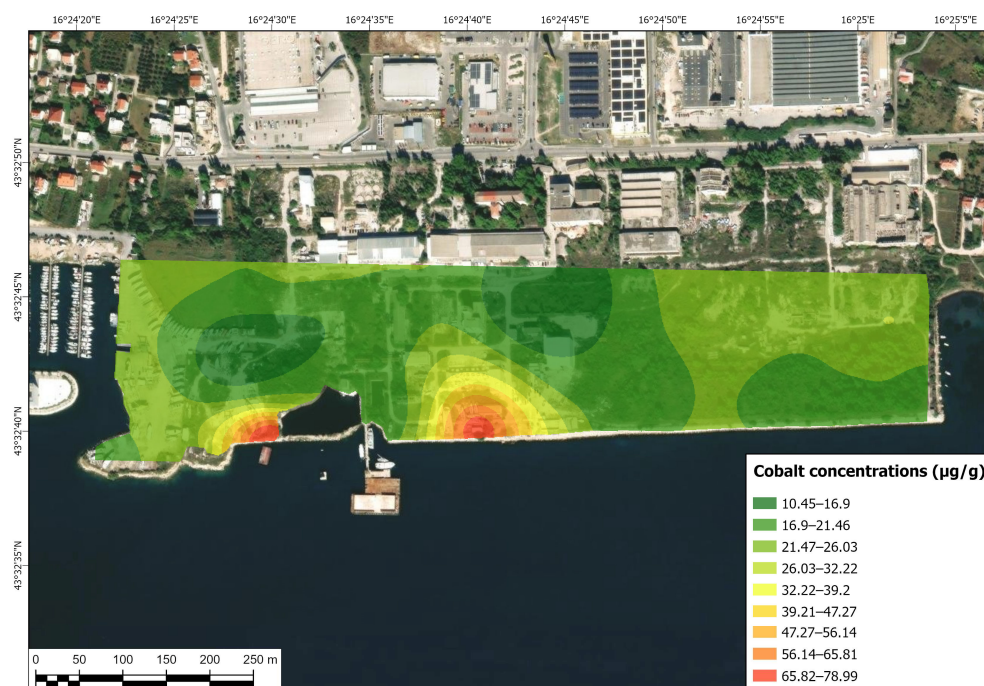 16°24'20"E 16°24'25"E 16°24'30"E 16°24'35"E 16°24'40"E 16°24'45"E 16°24'50"E 16°24'55"E 16°25'E 16°25'5"E
43°32'50"N
43°32'45"N
43°32'40"N
43°32'35"N
Cobalt concentrations (µg/g)
10.45–16.9
16.9–21.46
21.47–26.03
26.03–32.22
32.22–39.2
39.21–47.27
47.27–56.14
56.14–65.81
65.82–78.99
0 50 100 150 200 250 m